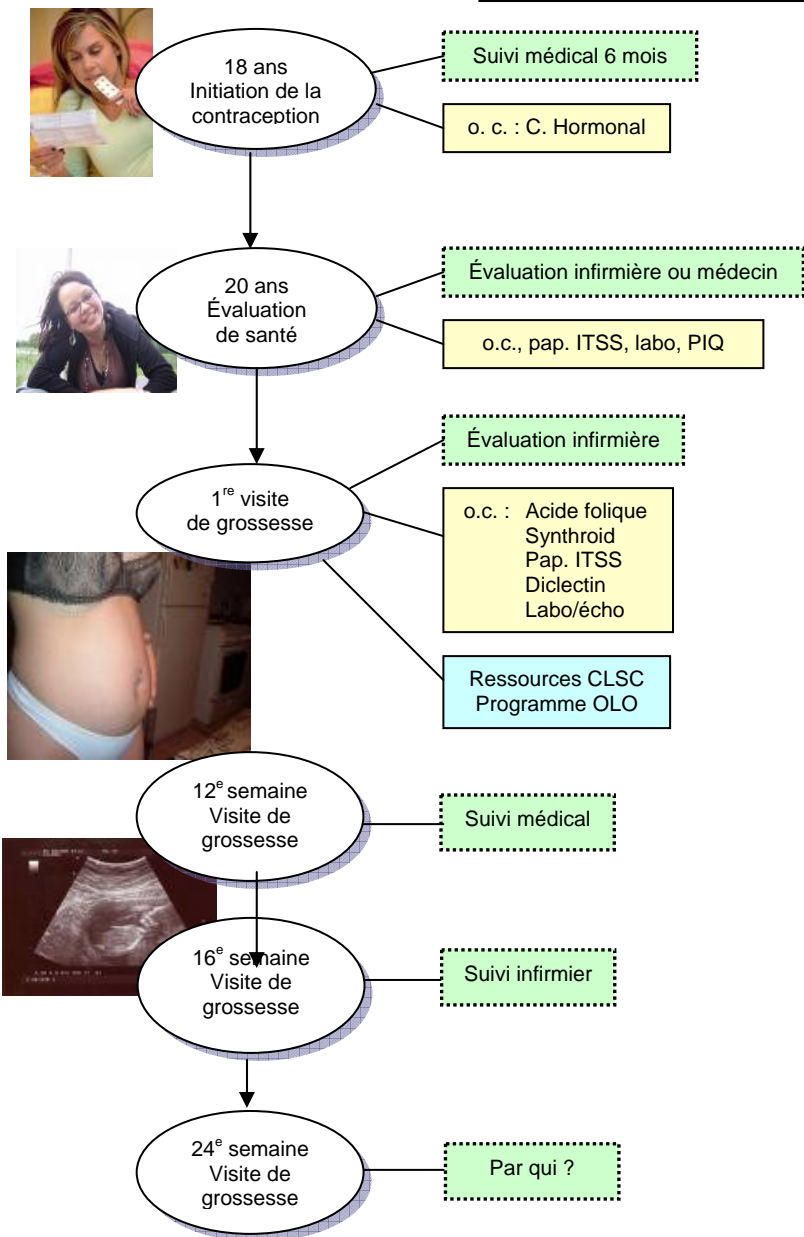 18 ans
Initiation de la
contraception
Suivi médical 6 mois
o. c. : C. Hormonal
20 ans
Évaluation
de santé
Évaluation infirmière ou médecin
o.c., pap. ITSS, labo, PIQ
1re visite
de grossesse
Évaluation infirmière
o.c. : Acide folique
Synthroid
Pap. ITSS
Diclectin
Labo/écho
Ressources CLSC
Programme OLO
12e semaine
Visite de
grossesse
Suivi médical
16e semaine
Visite de
grossesse
Suivi infirmier
24e semaine
Visite de
grossesse
Par qui ?